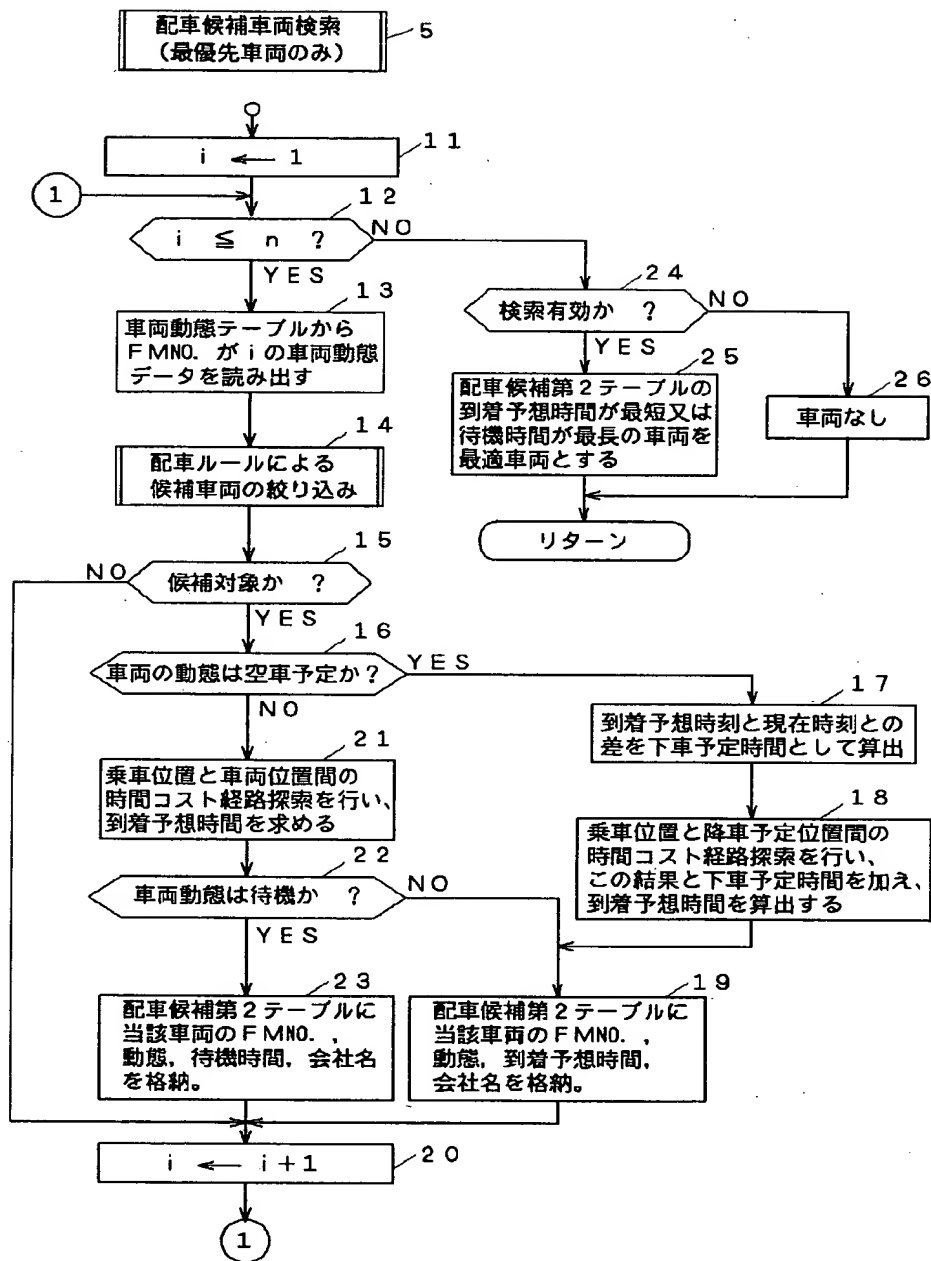 配車候補車両検索
(最優先車両のみ)
5
i ← 1
11
1
12
i ≦ n ?
NO
YES
13
車両動態テーブルから
FMNO. が i の車両動態
データを読み出す
14
配車ルールによる
候補車両の絞り込み
15
NO
候補対象か ?
YES
16
車両の動態は空車予定か?
YES
NO
17
到着予想時刻と現在時刻との
差を下車予定時間として算出
18
乗車位置と降車予定位置間の
時間コスト経路探索を行い、
この結果と下車予定時間を加え、
到着予想時間を算出する
21
乗車位置と車両位置間の
時間コスト経路探索を行い、
到着予想時間を求める
22
車両動態は待機か ?
NO
YES
23
配車候補第2テーブルに
当該車両のFMNO. ,
動態, 待機時間, 会社名
を格納。
19
配車候補第2テーブルに
当該車両のFMNO. ,
動態, 到着予想時間,
会社名を格納。
i ← i+1
20
1
24
検索有効か ?
NO
YES
25
配車候補第2テーブルの
到着予想時間が最短又は
待機時間が最長の車両を
最適車両とする
26
車両なし
リターン